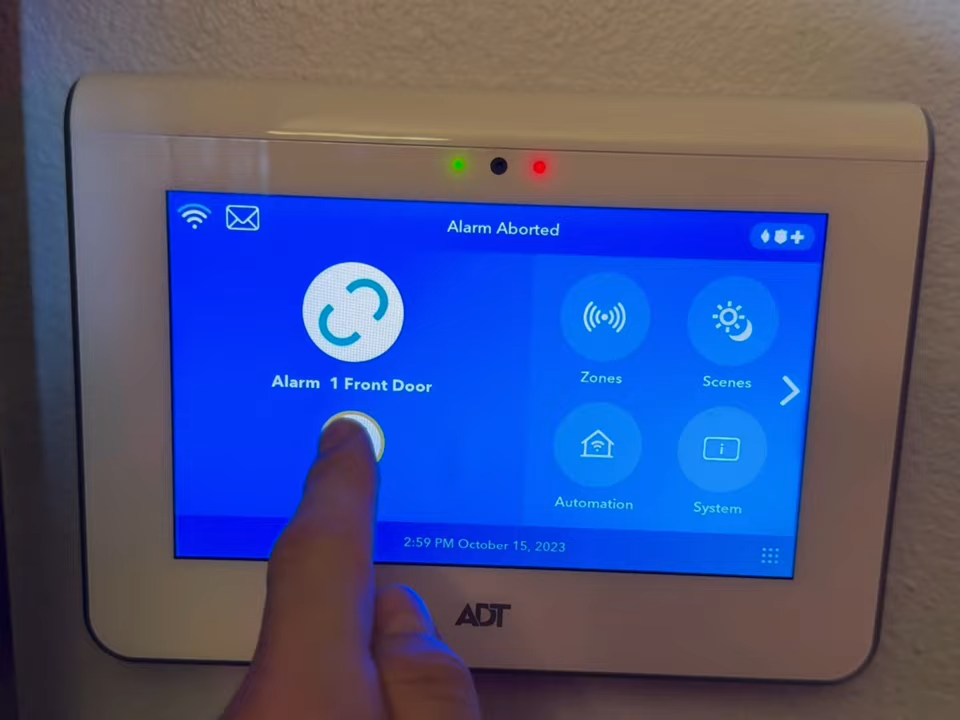 Alarm Aborted
Alarm 1 Front Door
Zones
Scenes
Automation
i
System
2:59 PM October 15, 2023
ADT